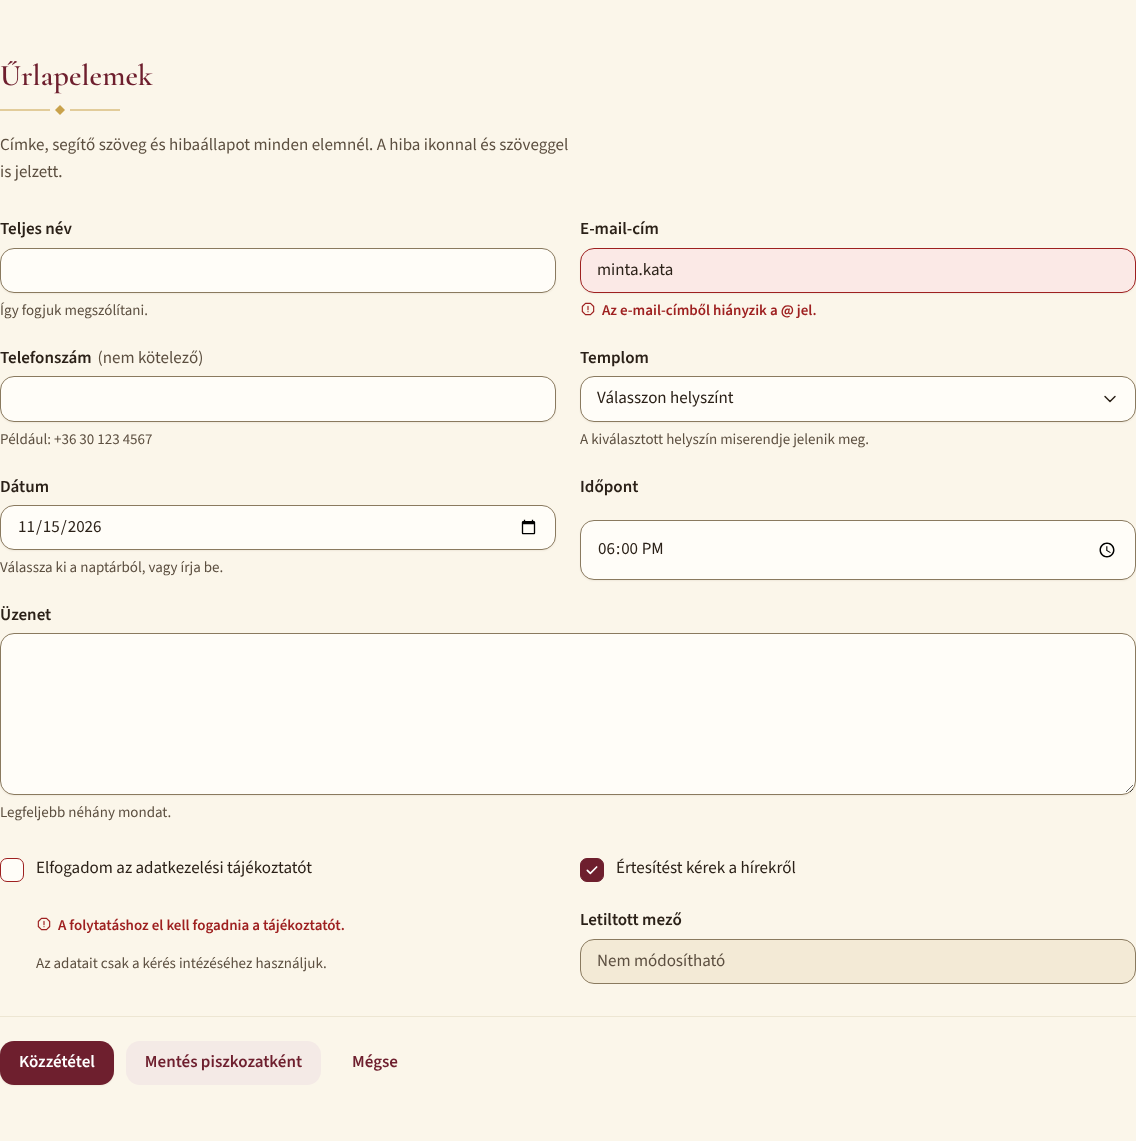 Űrlapelemek
Címke, segítő szöveg és hibaállapot minden elemnél. A hiba ikonnal és szöveggel
is jelzett.
Teljes név
Így fogjuk megszólítani.
E-mail-cím
minta.kata
Az e-mail-címből hiányzik a @ jel.
Telefonszám (nem kötelező)
Például: +36 30 123 4567
Templom
Válasszon helyszínt
A kiválasztott helyszín miserendje jelenik meg.
Dátum
11/15/2026
Válassza ki a naptárból, vagy írja be.
Időpont
06:00 PM
Üzenet
Legfeljebb néhány mondat.
Elfogadom az adatkezelési tájékoztatót
A folytatáshoz el kell fogadnia a tájékoztatót.
Az adatait csak a kérés intézéséhez használjuk.
Értesítést kérek a hírekről
Letiltott mező
Nem módosítható
Közzététel
Mentés piszkozatként
Mégse